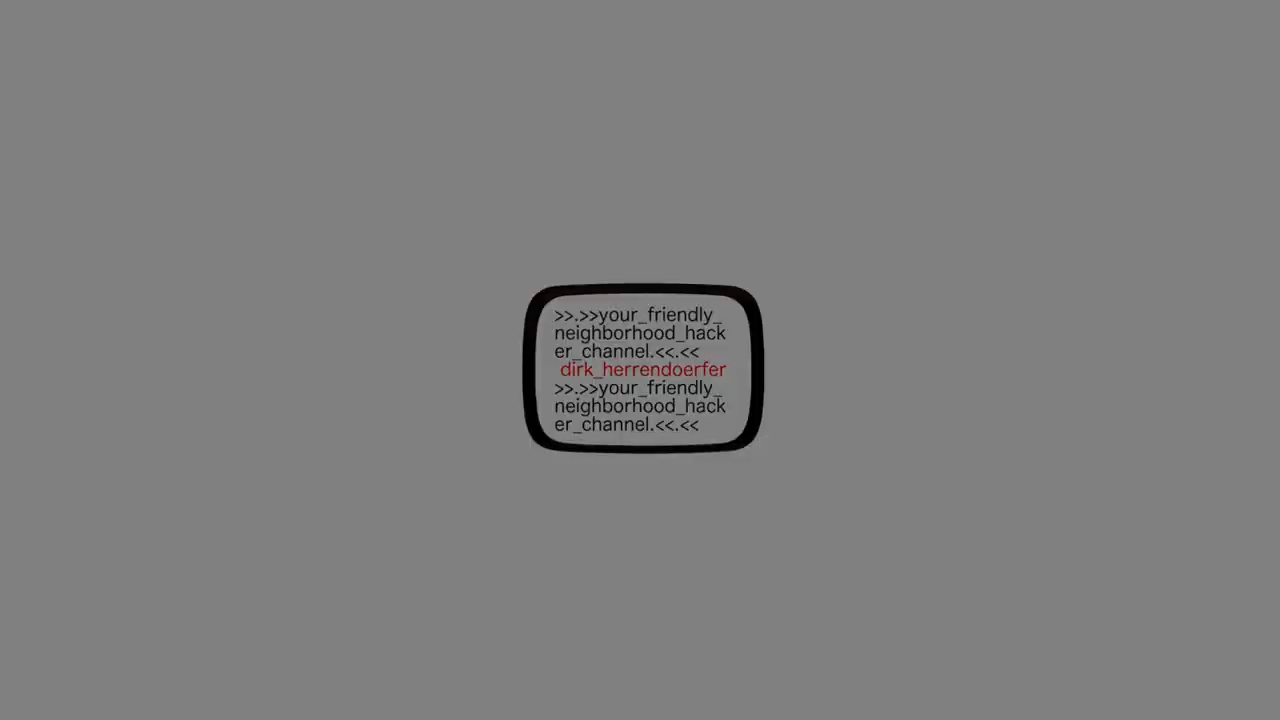 >>.>>your_friendly_
neighborhood_hack
er_channel.<<.<<
dirk_herrendoerfer
>>.>>your_friendly_
neighborhood_hack
er_channel.<<.<<